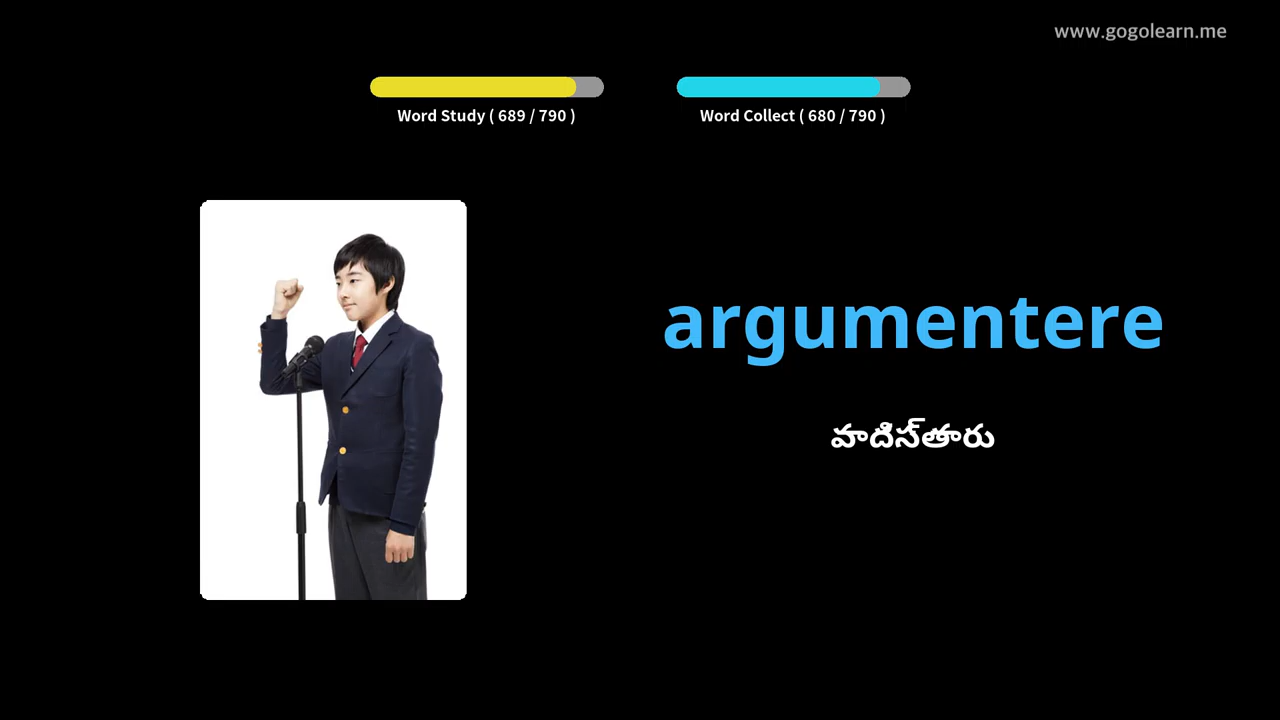 www.gogolearn.me
Word Study ( 689 / 790 )
Word Collect ( 680 / 790 )
argumentere
వాదిస్తారు